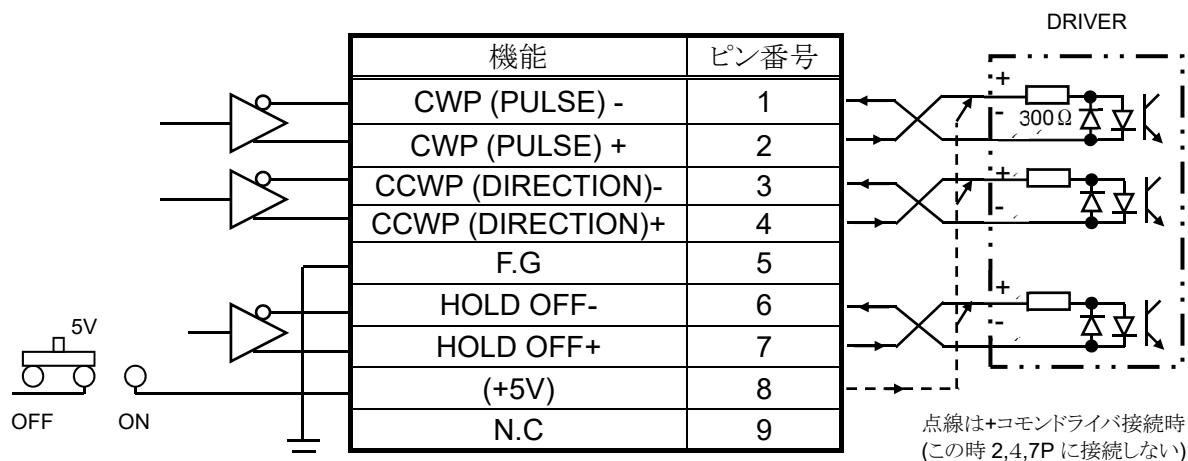 DRIVER
機能 ピン番号
CWP (PULSE) - 1
CWP (PULSE) + 2
CCWP (DIRECTION)- 3
CCWP (DIRECTION)+ 4
F.G 5
HOLD OFF- 6
HOLD OFF+ 7
(+5V) 8
N.C 9
5V
OFF ON
+
- 300Ω
+
-
+
-
点線は+コモンドライバ接続時
(この時 2,4,7P に接続しない)